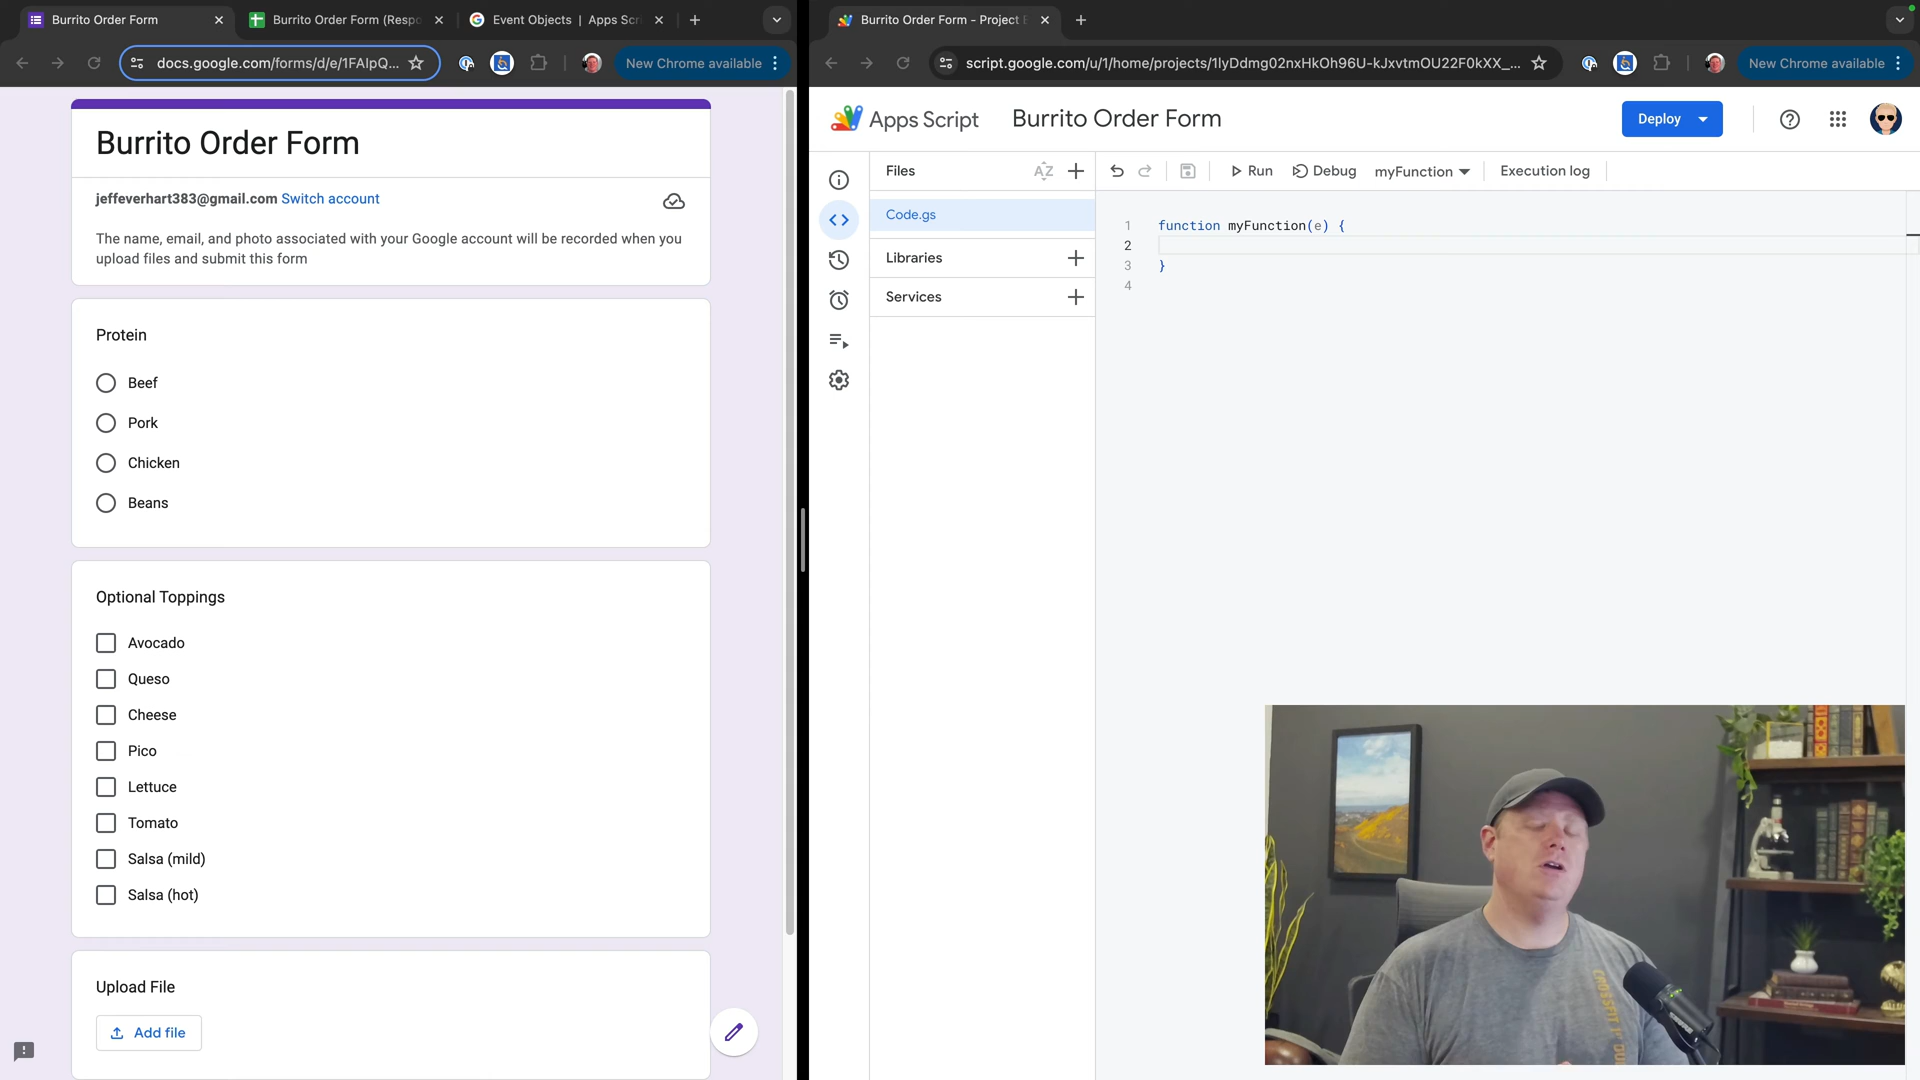 Burrito Order Form
Burrito Order Form (Respo
Event Objects | Apps Scri
docs.google.com/forms/d/e/1FAIpQ...
New Chrome available
Burrito Order Form
jeffeverhart383@gmail.com Switch account
The name, email, and photo associated with your Google account will be recorded when you
upload files and submit this form
Protein
Beef
Pork
Chicken
Beans
Optional Toppings
Avocado
Queso
Cheese
Pico
Lettuce
Tomato
Salsa (mild)
Salsa (hot)
Upload File
Add file
Burrito Order Form - Project E
script.google.com/u/1/home/projects/1lyDdmg02nxHkOh96U-kJxvtmOU22F0kXX_...
New Chrome available
Apps Script
Burrito Order Form
Deploy
Files
AZ
Run
Debug
myFunction
Execution log
Code.gs
Libraries
Services
1 function myFunction(e) {
2
3 }
4